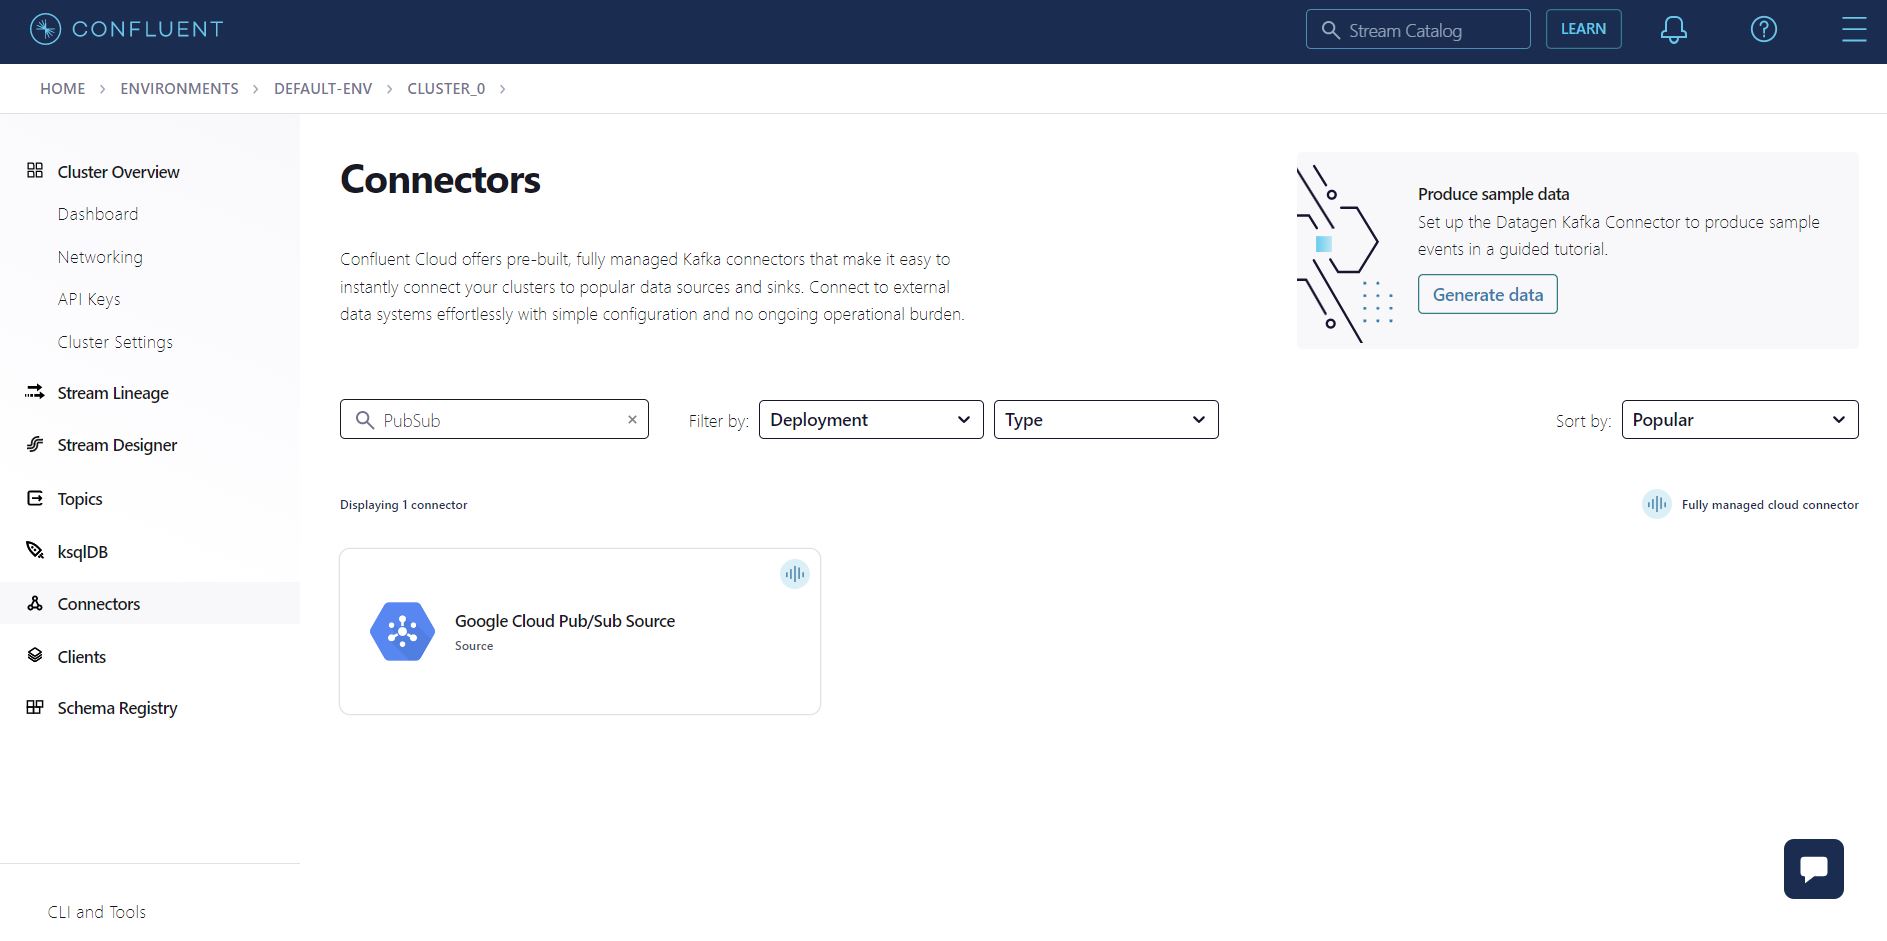 CONFLUENT
Stream Catalog
LEARN
HOME > ENVIRONMENTS > DEFAULT-ENV > CLUSTER_0 >
Cluster Overview
Dashboard
Networking
API Keys
Cluster Settings
Stream Lineage
Stream Designer
Topics
ksqlDB
Connectors
Clients
Schema Registry
CLI and Tools
Connectors
Confluent Cloud offers pre-built, fully managed Kafka connectors that make it easy to
instantly connect your clusters to popular data sources and sinks. Connect to external
data systems effortlessly with simple configuration and no ongoing operational burden.
Produce sample data
Set up the Datagen Kafka Connector to produce sample
events in a guided tutorial.
Generate data
PubSub
Filter by: Deployment Type
Sort by: Popular
Displaying 1 connector
Fully managed cloud connector
Google Cloud Pub/Sub Source
Source